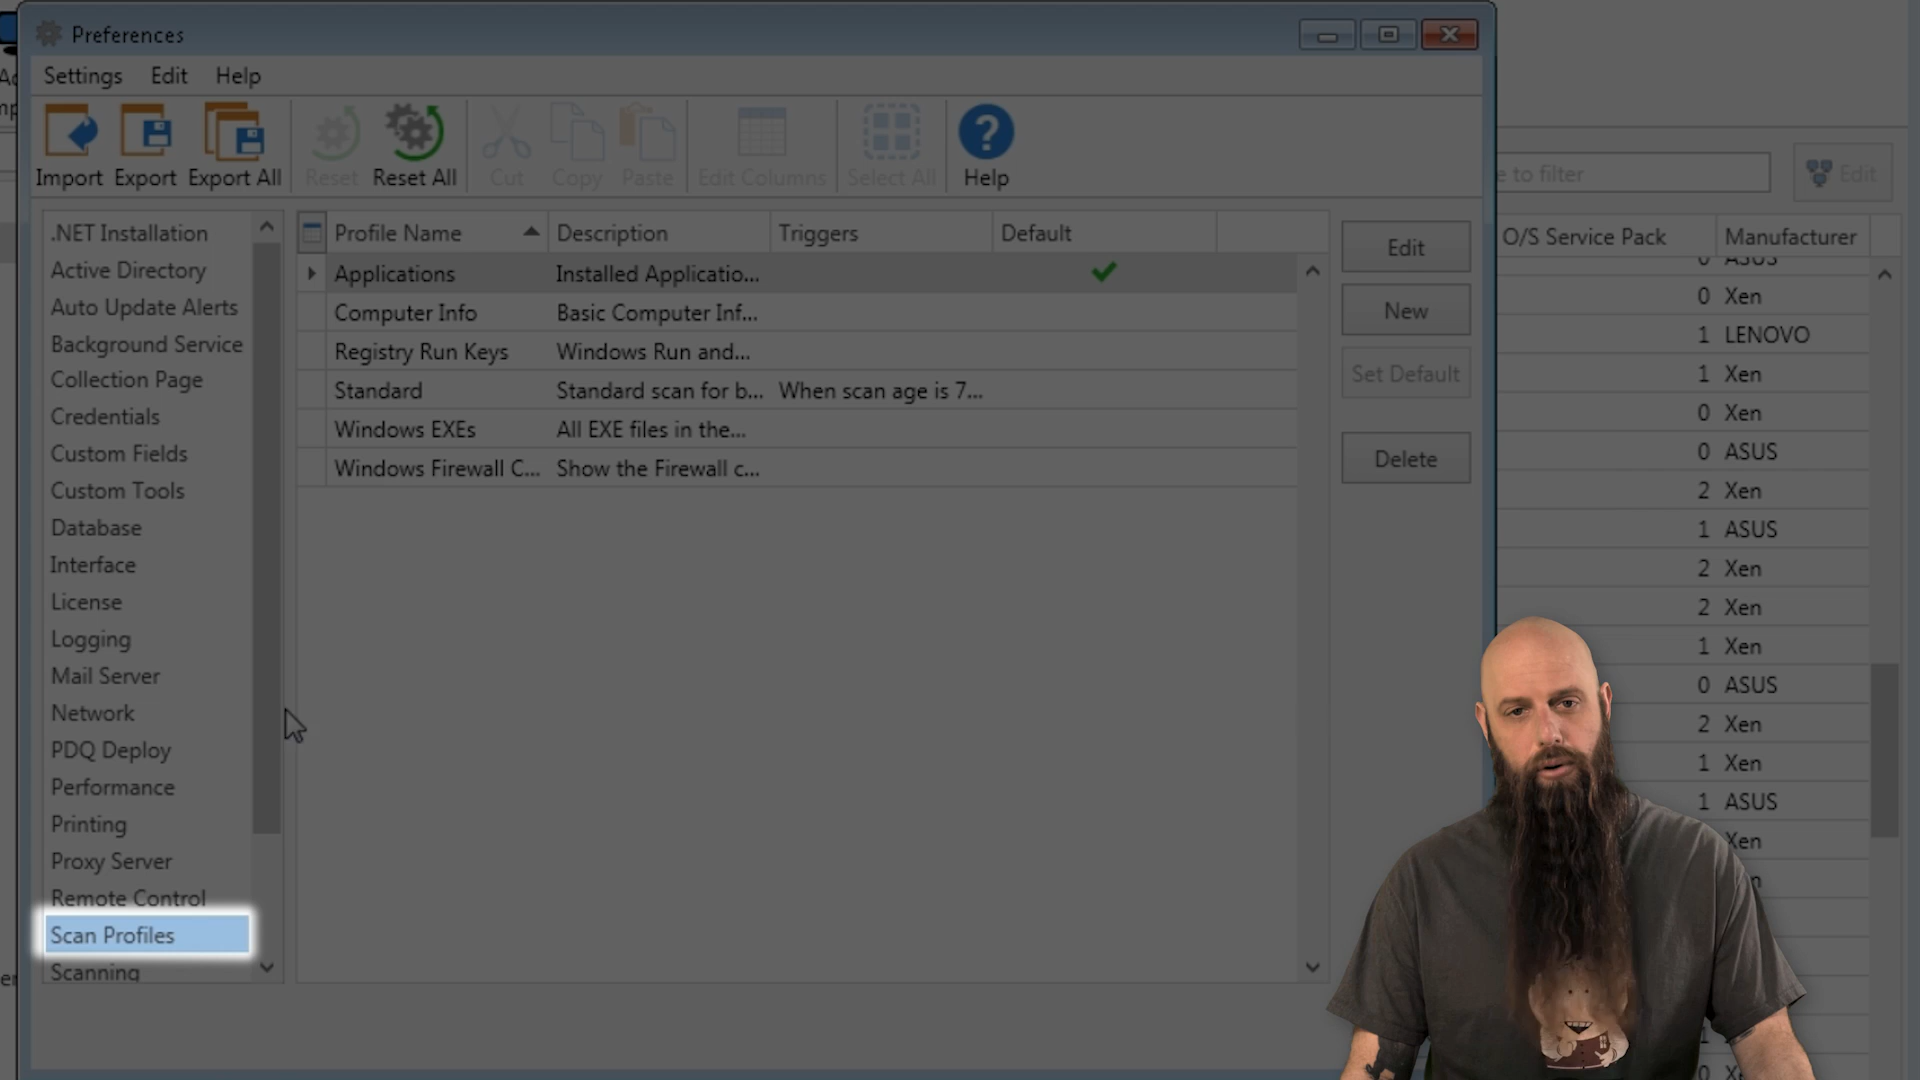 Preferences
Settings Edit Help
Import Export Export All Reset Reset All Cut Copy Paste Edit Columns Select All Help
e to filter Edit
.NET Installation
Active Directory
Auto Update Alerts
Background Service
Collection Page
Credentials
Custom Fields
Custom Tools
Database
Interface
License
Logging
Mail Server
Network
PDQ Deploy
Performance
Printing
Proxy Server
Remote Control
Scan Profiles
Scanning
Profile Name Description Triggers Default
Applications Installed Applicatio...
Computer Info Basic Computer Inf...
Registry Run Keys Windows Run and...
Standard Standard scan for b... When scan age is 7...
Windows EXEs All EXE files in the...
Windows Firewall C... Show the Firewall c...
Edit
New
Set Default
Delete
O/S Service Pack Manufacturer
0 ASUS
0 Xen
1 LENOVO
1 Xen
0 Xen
0 ASUS
2 Xen
1 ASUS
2 Xen
2 Xen
1 Xen
0 ASUS
2 Xen
1 Xen
1 ASUS
Xen